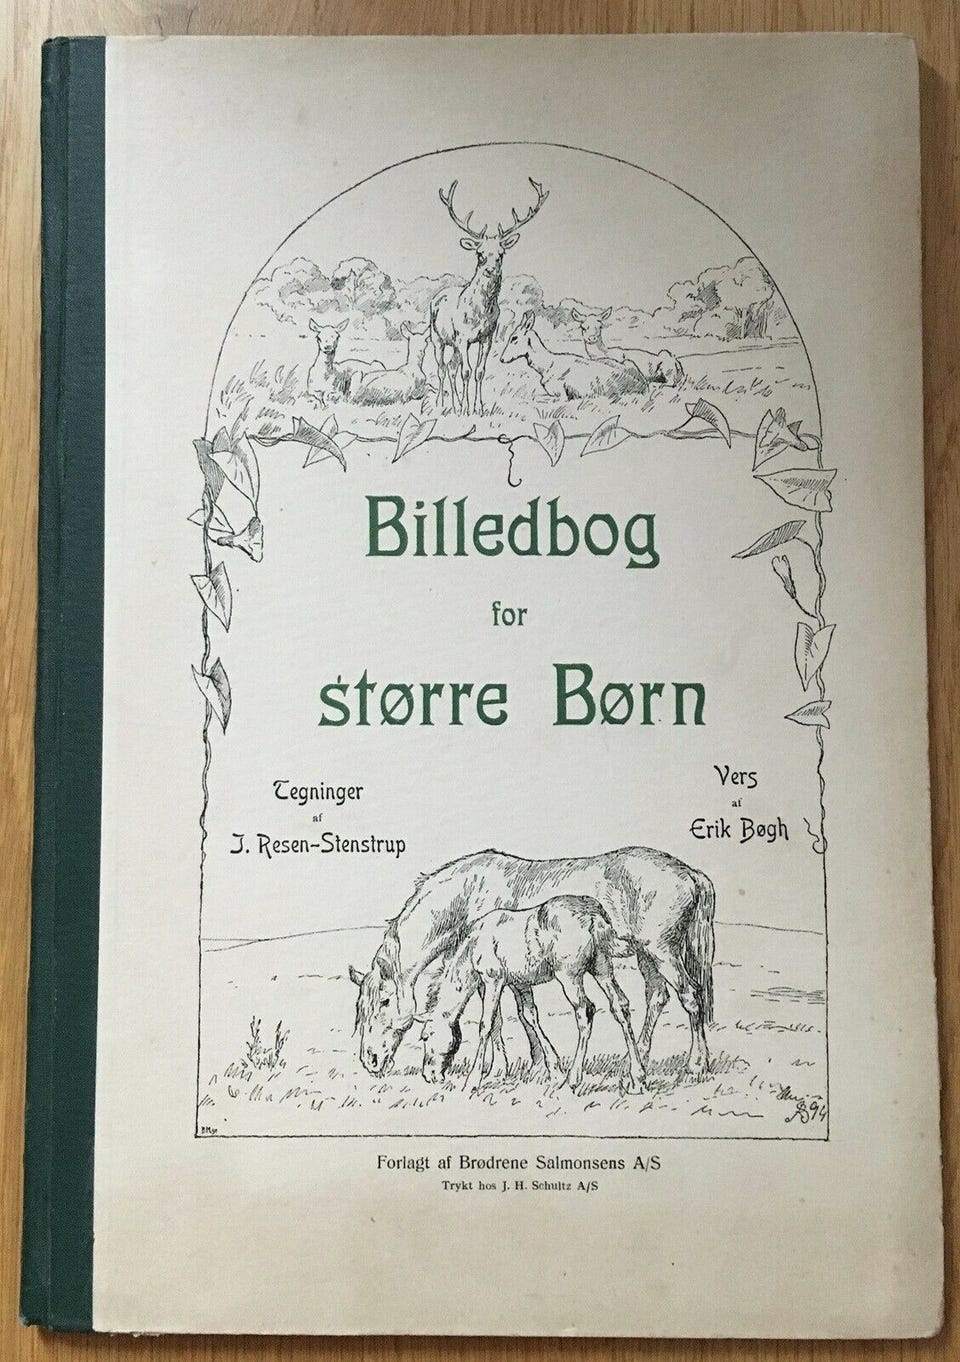 Billedbog
for
større Børn
Tegninger
af
J. Resen-Stenstrup
Vers
af
Erik Bøgh
94
Forlagt af Brødrene Salmonsens A/S
Trykt hos J. H. Schultz A/S